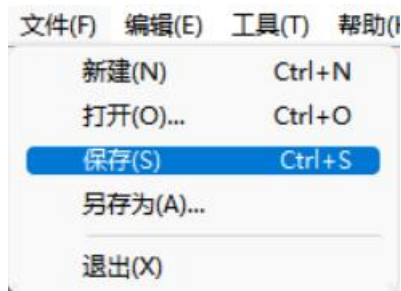 文件(F) 编辑(E) 工具(T) 帮助(
新建(N) Ctrl+N
打开(O)... Ctrl+O
保存(S) Ctrl+S
另存为(A)...
退出(X)